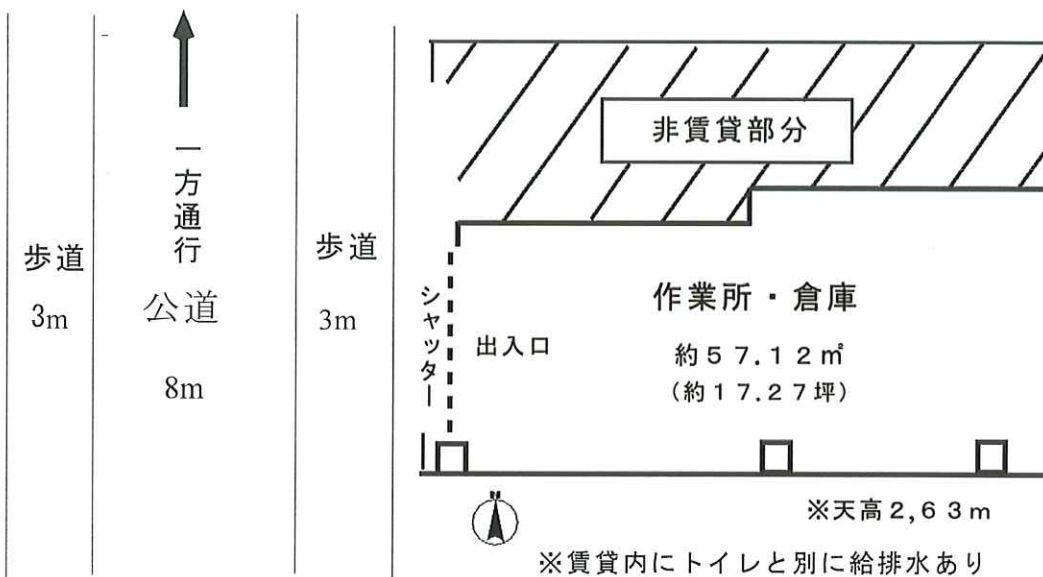 歩道
3m
一方通行
公道
8m
歩道
3m
非賃貸部分
シャッター
出入口
作業所・倉庫
約57.12㎡
(約17.27坪)
※天高2,63m
※賃貸内にトイレと別に給排水あり